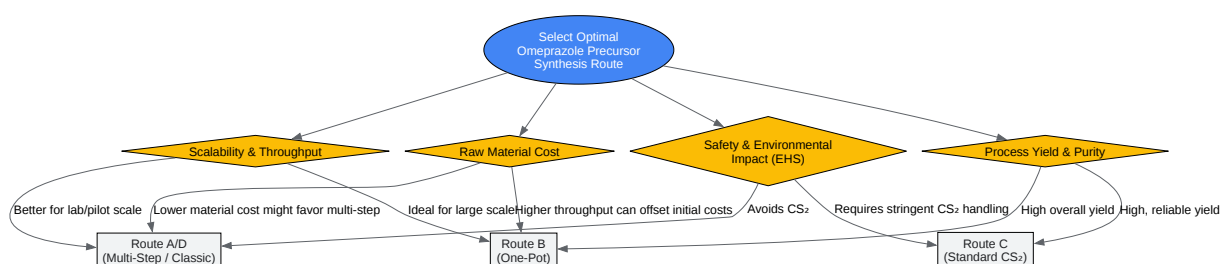 Select Optimal
Omeprazole Precursor
Synthesis Route
Scalability & Throughput
Raw Material Cost
Safety & Environmental
Impact (EHS)
Process Yield & Purity
Better for lab/pilot scale
Lower material cost might favor multi-step
Ideal for large scale
Higher throughput can offset initial costs
Avoids CS₂
Requires stringent CS₂ handling
High overall yield
High, reliable yield
Route A/D
(Multi-Step / Classic)
Route B
(One-Pot)
Route C
(Standard CS₂)